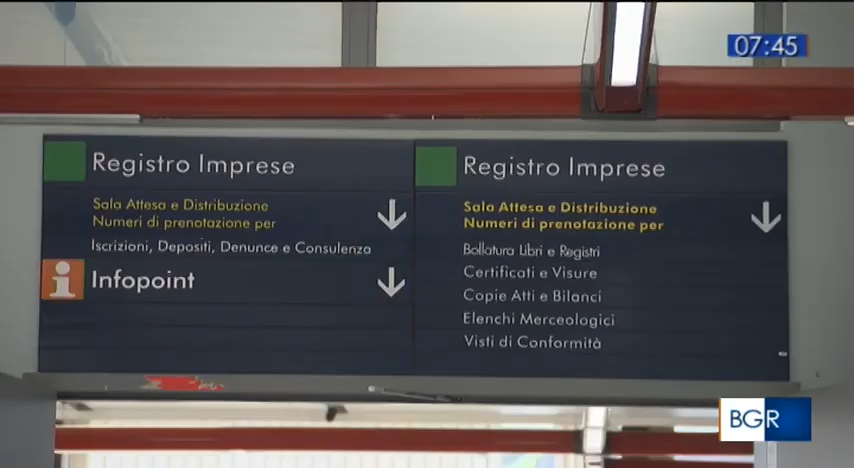 07:45
Registro Imprese
Sala Attesa e Distribuzione
Numeri di prenotazione per
Iscrizioni, Depositi, Denunce e Consulenza
i Infopoint
Registro Imprese
Sala Attesa e Distribuzione
Numeri di prenotazione per
Bollatura Libri e Registri
Certificati e Visure
Copie Atti e Bilanci
Elenchi Merceologici
Visti di Conformità
BGR